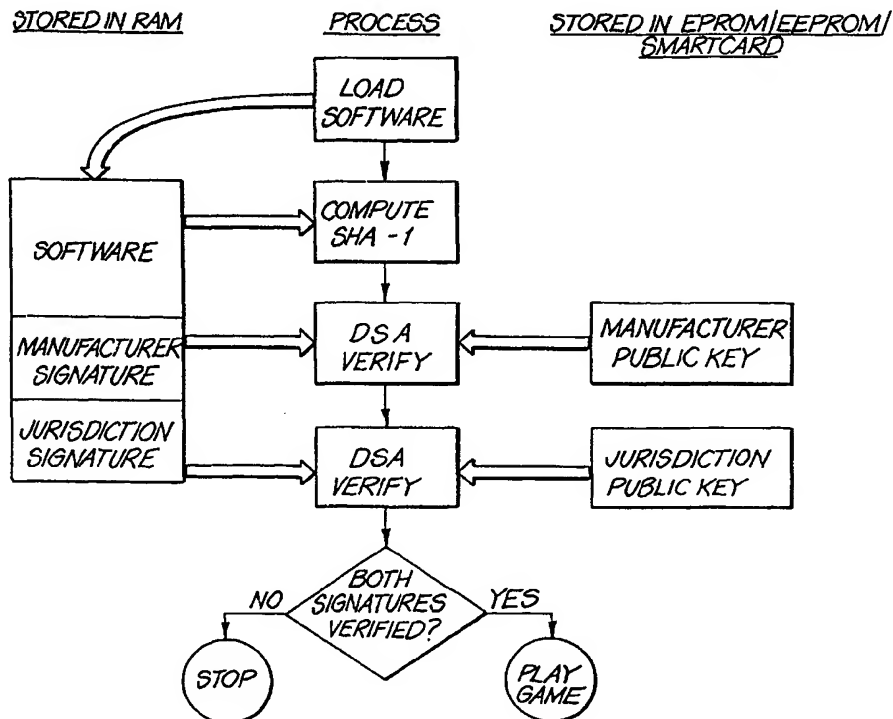 STORED IN RAM
PROCESS
STORED IN EPROM/EEPROM/
SMARTCARD
LOAD
SOFTWARE
SOFTWARE
COMPUTE
SHA - 1
MANUFACTURER
SIGNATURE
DSA
VERIFY
MANUFACTURER
PUBLIC KEY
JURISDICTION
SIGNATURE
DSA
VERIFY
JURISDICTION
PUBLIC KEY
BOTH
SIGNATURES
VERIFIED?
NO
YES
STOP
PLAY
GAME